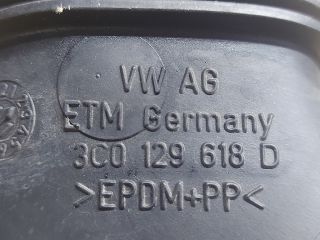 VW AG
ETM Germany
3C0 129 618 D
>EPDM+PP<